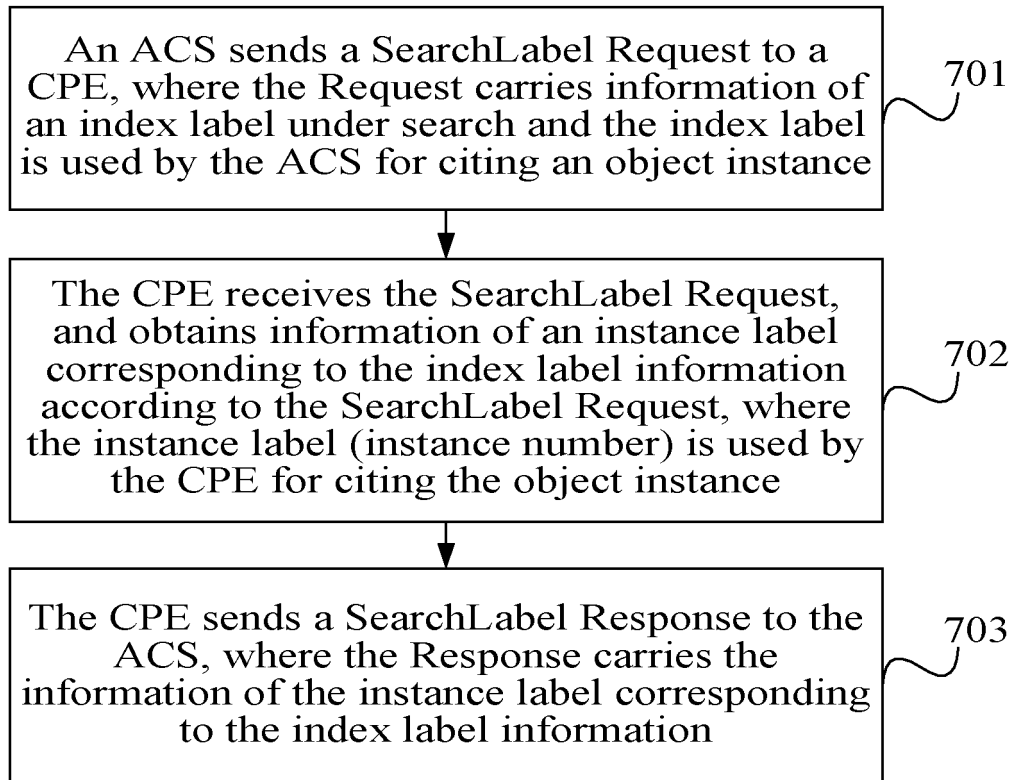 An ACS sends a SearchLabel Request to a
CPE, where the Request carries information of
an index label under search and the index label
is used by the ACS for citing an object instance
701
The CPE receives the SearchLabel Request,
and obtains information of an instance label
corresponding to the index label information
according to the SearchLabel Request, where
the instance label (instance number) is used by
the CPE for citing the object instance
702
The CPE sends a SearchLabel Response to the
ACS, where the Response carries the
information of the instance label corresponding
to the index label information
703